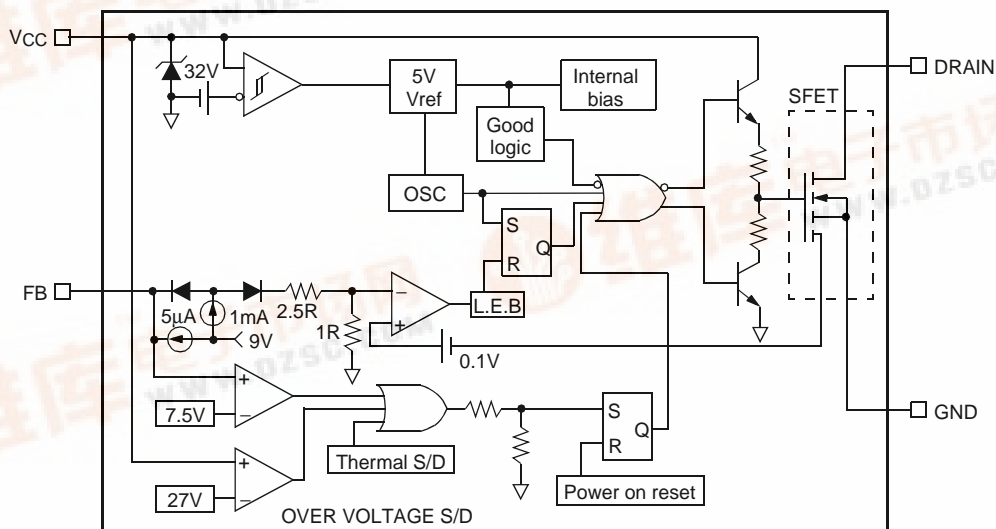 VCC
DRAIN
32V
5V
Vref
Internal
bias
SFET
Good
logic
OSC
S
Q
R
FB
5µA
1mA
2.5R
9V
1R
−
+
L.E.B
0.1V
GND
+
7.5V
−
Thermal S/D
S
Q
R
+
27V
−
Power on reset
OVER VOLTAGE S/D